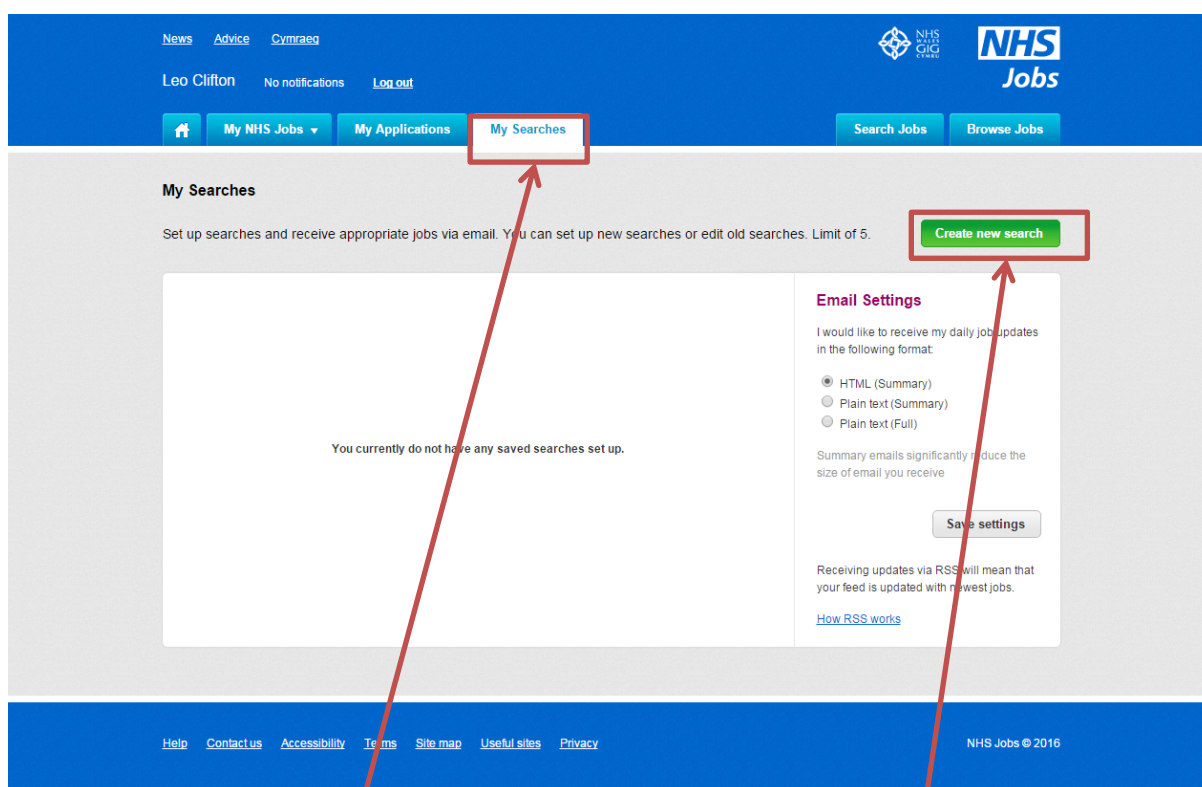 News Advice Cymraeg
NHS
WALES
GIG
CYMRU
NHS
Jobs
Leo Clifton No notifications Log out
My NHS Jobs My Applications My Searches Search Jobs Browse Jobs
My Searches
Set up searches and receive appropriate jobs via email. You can set up new searches or edit old searches. Limit of 5.
Create new search
You currently do not have any saved searches set up.
Email Settings
I would like to receive my daily job updates
in the following format:
HTML (Summary)
Plain text (Summary)
Plain text (Full)
Summary emails significantly reduce the
size of email you receive
Save settings
Receiving updates via RSS will mean that
your feed is updated with newest jobs.
How RSS works
Help Contact us Accessibility Terms Site map Useful sites Privacy NHS Jobs © 2016